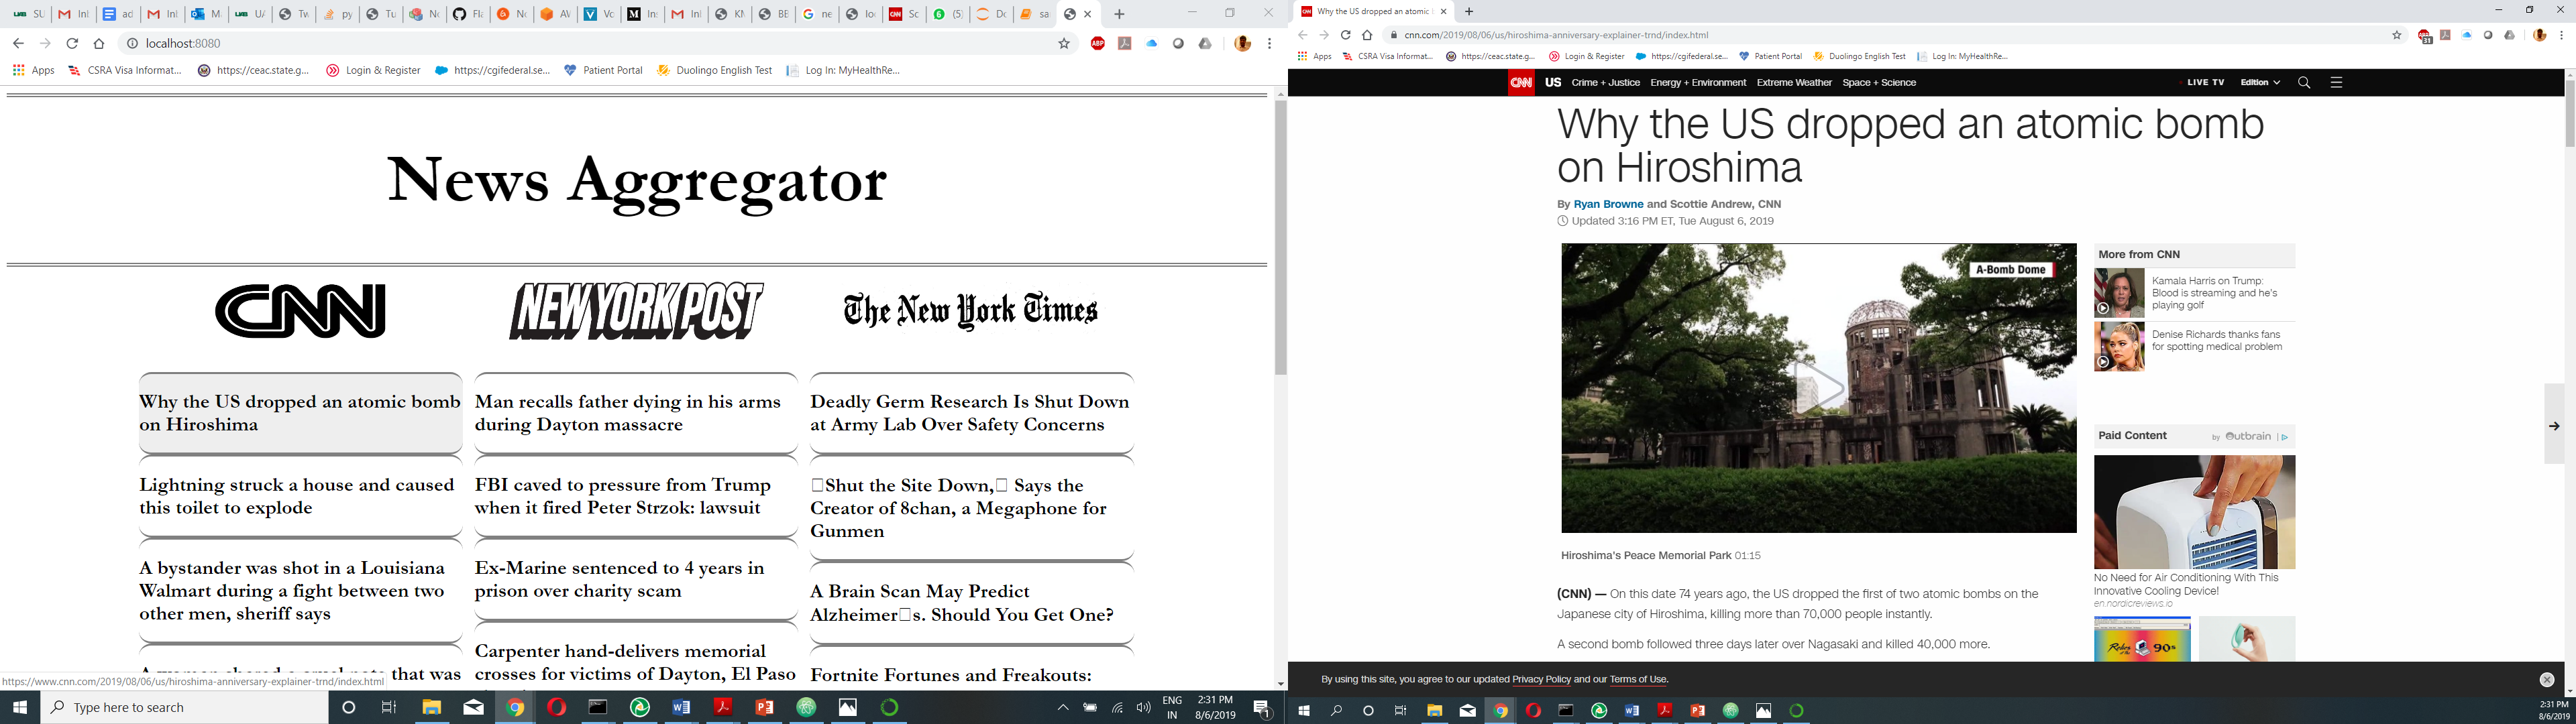 SU
Inl
ad
Inl
M
UA
Tw
py
Tu
No
Fla
No
AV
Vo
In
Inl
KN
BB
ne
loc
Sc
(5)
Do
sa
localhost:8080
Apps
CSRA Visa Informat...
https://ceac.state.g...
Login & Register
https://cgifederal.se...
Patient Portal
Duolingo English Test
Log In: MyHealthRe...
News Aggregator
CNN
NEW YORK POST
The New York Times
Why the US dropped an atomic bomb
on Hiroshima
Lightning struck a house and caused
this toilet to explode
A bystander was shot in a Louisiana
Walmart during a fight between two
other men, sheriff says
that was
Man recalls father dying in his arms
during Dayton massacre
FBI caved to pressure from Trump
when it fired Peter Strzok: lawsuit
Ex-Marine sentenced to 4 years in
prison over charity scam
Carpenter hand-delivers memorial
crosses for victims of Dayton, El Paso
Deadly Germ Research Is Shut Down
at Army Lab Over Safety Concerns
□Shut the Site Down,□ Says the
Creator of 8chan, a Megaphone for
Gunmen
A Brain Scan May Predict
Alzheimer□s. Should You Get One?
Fortnite Fortunes and Freakouts:
https://www.cnn.com/2019/08/06/us/hiroshima-anniversary-explainer-trnd/index.html
Type here to search
ENG
IN
2:31 PM
8/6/2019
1
Why the US dropped an atomic
cnn.com/2019/08/06/us/hiroshima-anniversary-explainer-trnd/index.html
ABP
31
Apps
CSRA Visa Informat...
https://ceac.state.g...
Login & Register
https://cgifederal.se...
Patient Portal
Duolingo English Test
Log In: MyHealthRe...
CNN US Crime + Justice Energy + Environment Extreme Weather Space + Science
LIVE TV Edition
Why the US dropped an atomic bomb
on Hiroshima
By Ryan Browne and Scottie Andrew, CNN
Updated 3:16 PM ET, Tue August 6, 2019
A-Bomb Dome
Hiroshima's Peace Memorial Park 01:15
(CNN) — On this date 74 years ago, the US dropped the first of two atomic bombs on the
Japanese city of Hiroshima, killing more than 70,000 people instantly.
A second bomb followed three days later over Nagasaki and killed 40,000 more.
More from CNN
Kamala Harris on Trump:
Blood is streaming and he's
playing golf
Denise Richards thanks fans
for spotting medical problem
Paid Content
by Outbrain
No Need for Air Conditioning With This
Innovative Cooling Device!
en.nordicreviews.io
90s
By using this site, you agree to our updated Privacy Policy and our Terms of Use.
2:31 PM
8/6/2019